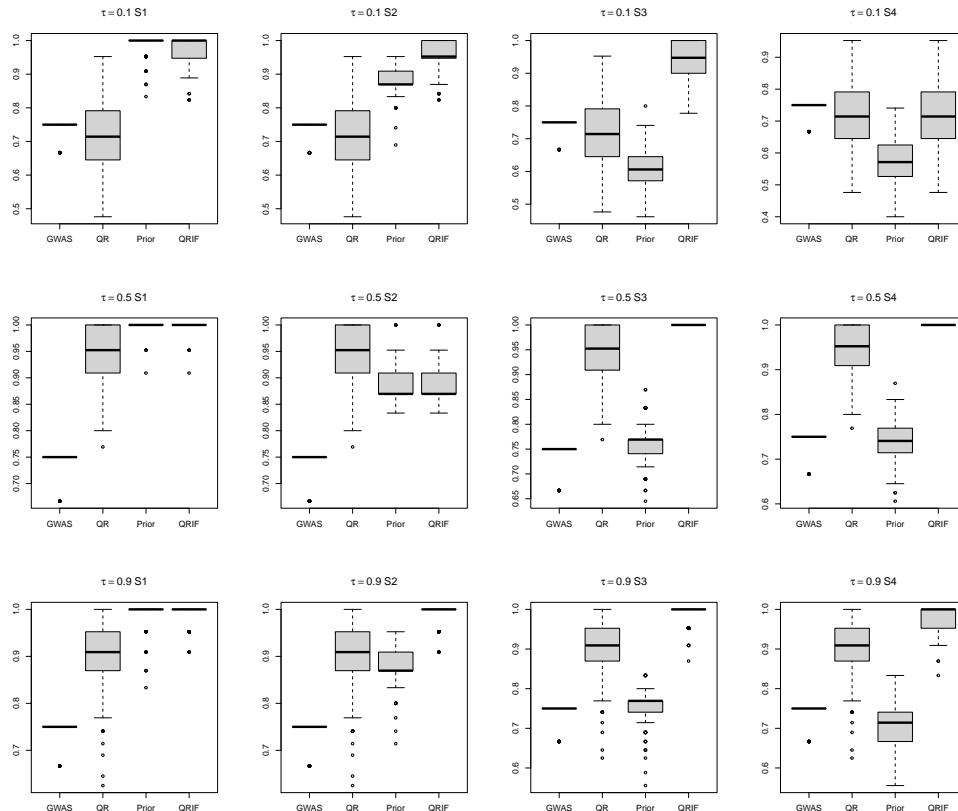 τ = 0.1 S1
τ = 0.1 S2
τ = 0.1 S3
τ = 0.1 S4
1.0
0.9
0.8
0.7
0.6
0.5
GWAS QR Prior QRIF
1.0
0.9
0.8
0.7
0.6
0.5
GWAS QR Prior QRIF
1.0
0.9
0.8
0.7
0.6
0.5
GWAS QR Prior QRIF
0.9
0.8
0.7
0.6
0.5
0.4
GWAS QR Prior QRIF
τ = 0.5 S1
τ = 0.5 S2
τ = 0.5 S3
τ = 0.5 S4
1.00
0.95
0.90
0.85
0.80
0.75
0.70
GWAS QR Prior QRIF
1.00
0.95
0.90
0.85
0.80
0.75
0.70
GWAS QR Prior QRIF
1.00
0.95
0.90
0.85
0.80
0.75
0.70
0.65
GWAS QR Prior QRIF
1.0
0.9
0.8
0.7
0.6
GWAS QR Prior QRIF
τ = 0.9 S1
τ = 0.9 S2
τ = 0.9 S3
τ = 0.9 S4
1.0
0.9
0.8
0.7
GWAS QR Prior QRIF
1.0
0.9
0.8
0.7
GWAS QR Prior QRIF
1.0
0.9
0.8
0.7
0.6
GWAS QR Prior QRIF
1.0
0.9
0.8
0.7
0.6
GWAS QR Prior QRIF